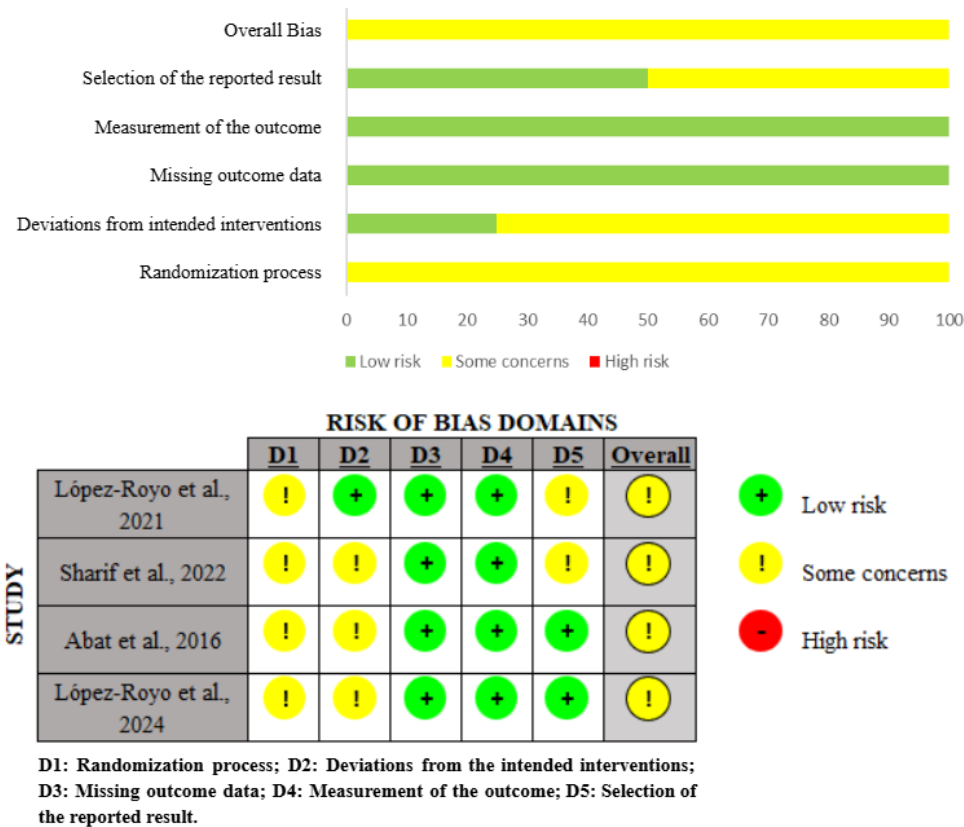 Overall Bias
Selection of the reported result
Measurement of the outcome
Missing outcome data
Deviations from intended interventions
Randomization process
0 10 20 30 40 50 60 70 80 90 100
Low risk Some concerns High risk
RISK OF BIAS DOMAINS
D1 D2 D3 D4 D5 Overall
STUDY
López-Royo et al.,
2021
! + + + ! !
Sharif et al., 2022
! ! + + ! !
Abat et al., 2016
! ! + + + !
López-Royo et al.,
2024
! ! + + + !
+ Low risk
! Some concerns
- High risk
D1: Randomization process; D2: Deviations from the intended interventions;
D3: Missing outcome data; D4: Measurement of the outcome; D5: Selection of
the reported result.